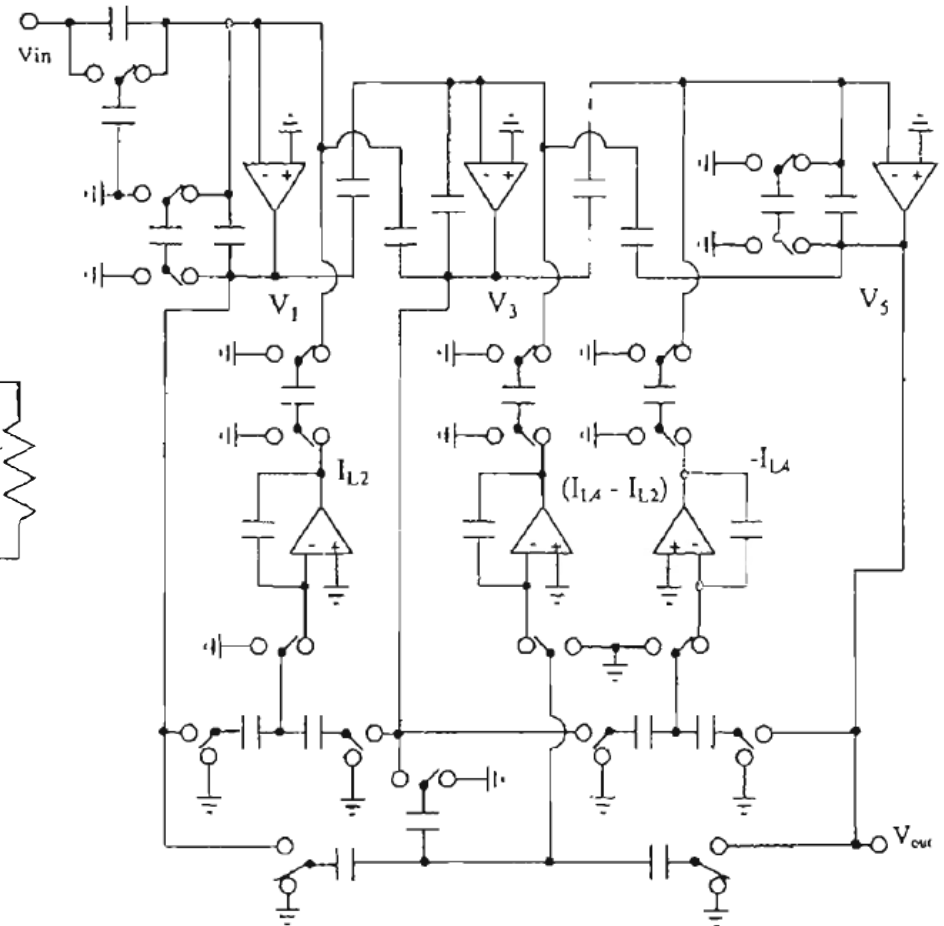 Vin
- +
- +
- +
V1
V3
V5
IL2
(IL4 - IL2)
-IL4
- +
- +
+ -
Vout